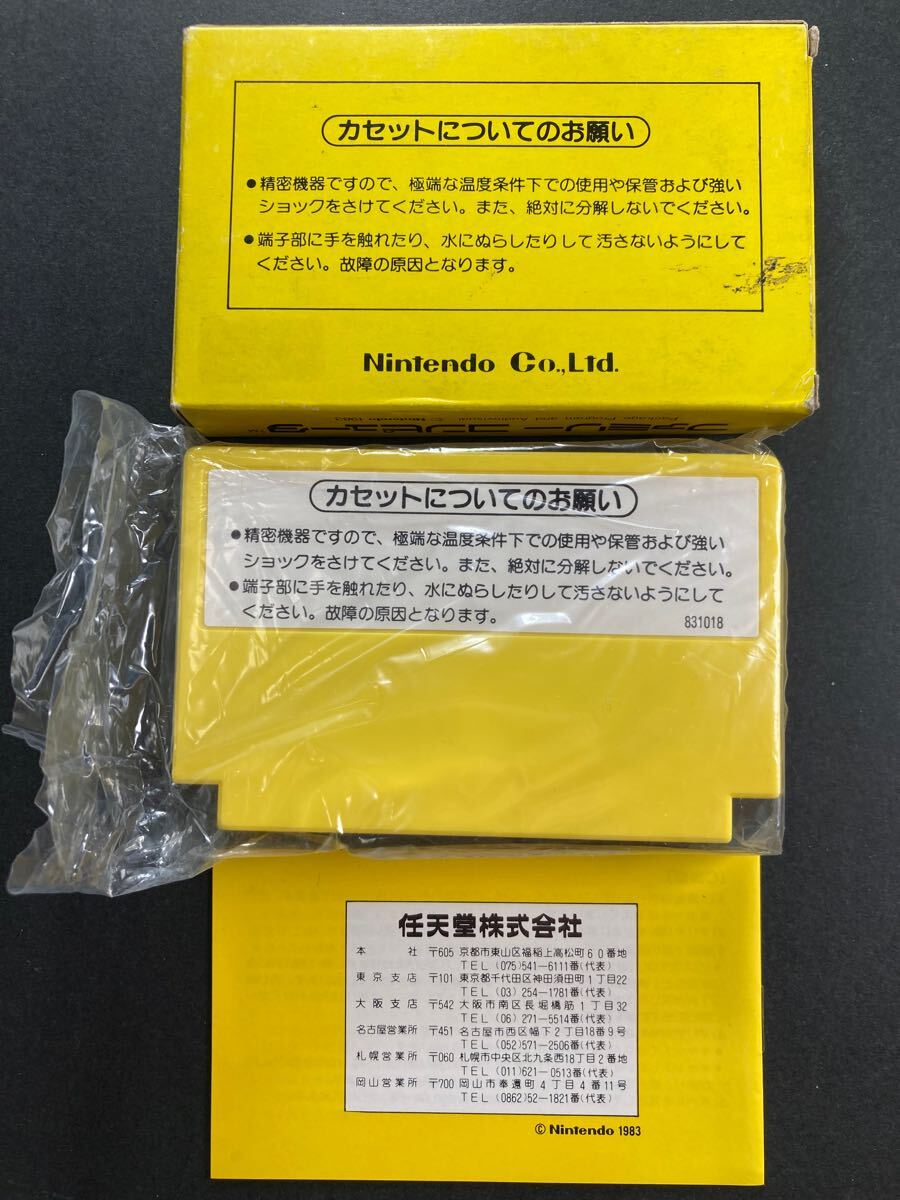 カセットについてのお願い
●精密機器ですので、極端な温度条件下での使用や保管および強い
ショックをさけてください。また、絶対に分解しないでください。
●端子部に手を触れたり、水にぬらしたりして汚さないようにして
ください。故障の原因となります。
Nintendo Co.,Ltd.
Package, Program and Audiovisual © Nintendo 1983
ファミリー コンピュータ TM
カセットについてのお願い
●精密機器ですので、極端な温度条件下での使用や保管および強い
ショックをさけてください。また、絶対に分解しないでください。
●端子部に手を触れたり、水にぬらしたりして汚さないようにして
ください。故障の原因となります。
831018
任天堂株式会社
本社 〒605 京都市東山区福稲上高松町60番地
TEL(075)541-6111番(代表)
東京支店 〒101 東京都千代田区神田須田町1丁目22
TEL(03)254-1781番(代表)
大阪支店 〒542 大阪市南区長堀橋筋1丁目32
TEL(06)271-5514番(代表)
名古屋営業所 〒451 名古屋市西区幅下2丁目18番9号
TEL(052)571-2506番(代表)
札幌営業所 〒060 札幌市中央区北九条西18丁目2番地
TEL(011)621-0513番(代表)
岡山営業所 〒700 岡山市奉還町4丁目4番11号
TEL(0862)52-1821番(代表)
© Nintendo 1983